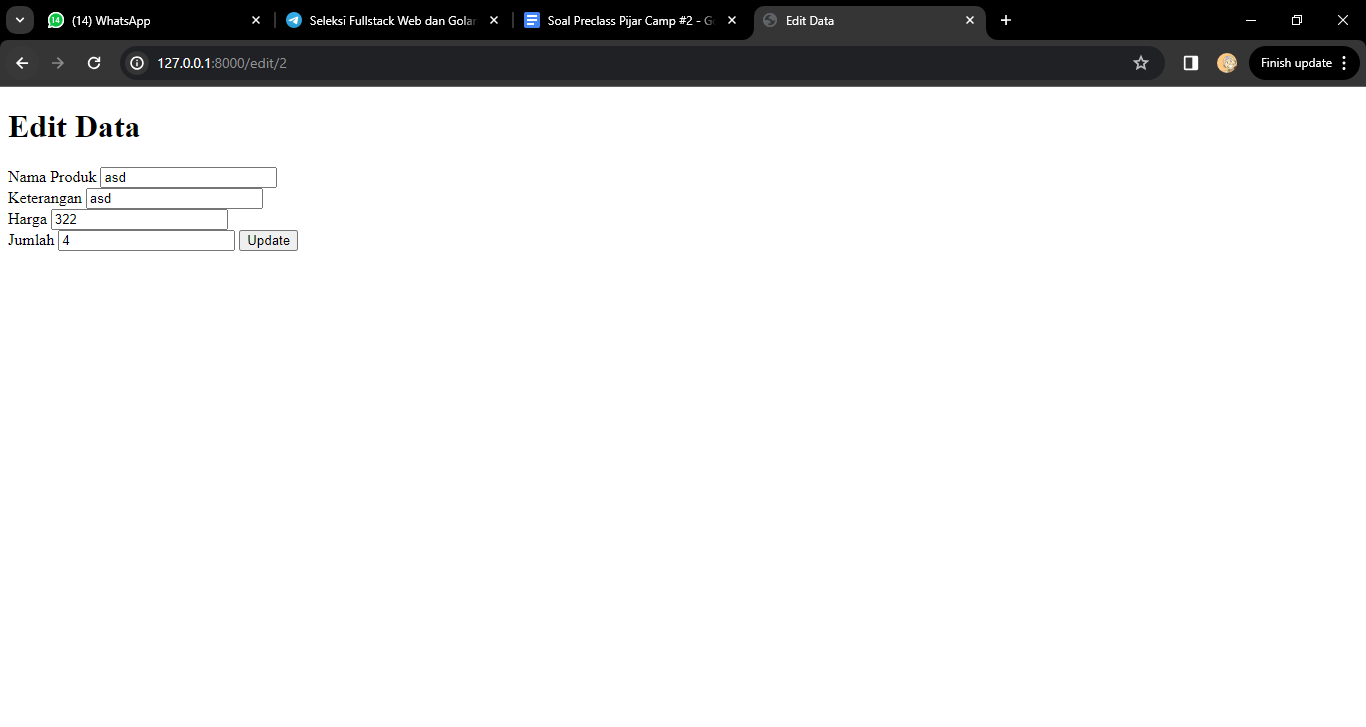 14 (14) WhatsApp
Seleksi Fullstack Web dan Golan
Soal Preclass Pijar Camp #2 - Go
Edit Data
127.0.0.1:8000/edit/2
Finish update
Edit Data
Nama Produk asd
Keterangan asd
Harga 322
Jumlah 4 Update